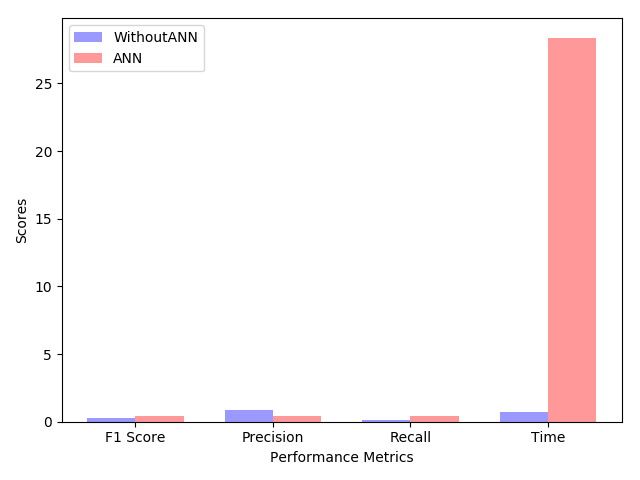 WithoutANN
ANN
Scores
25
20
15
10
5
0
F1 Score Precision Recall Time
Performance Metrics